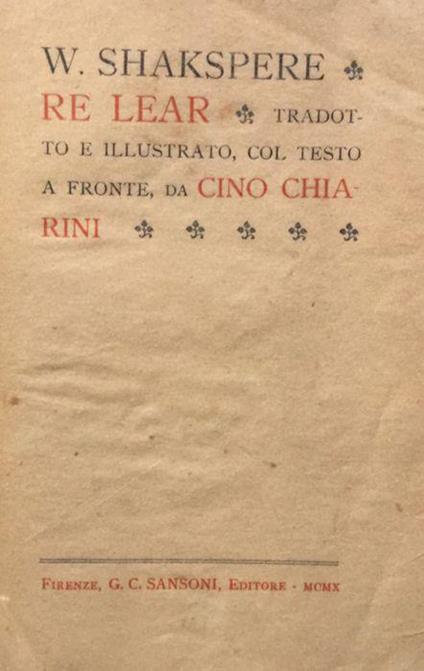 W. SHAKSPERE
RE LEAR TRADOT-
TO E ILLUSTRATO, COL TESTO
A FRONTE, DA CINO CHIA-
RINI
FIRENZE, G. C. SANSONI, EDITORE - MCMX